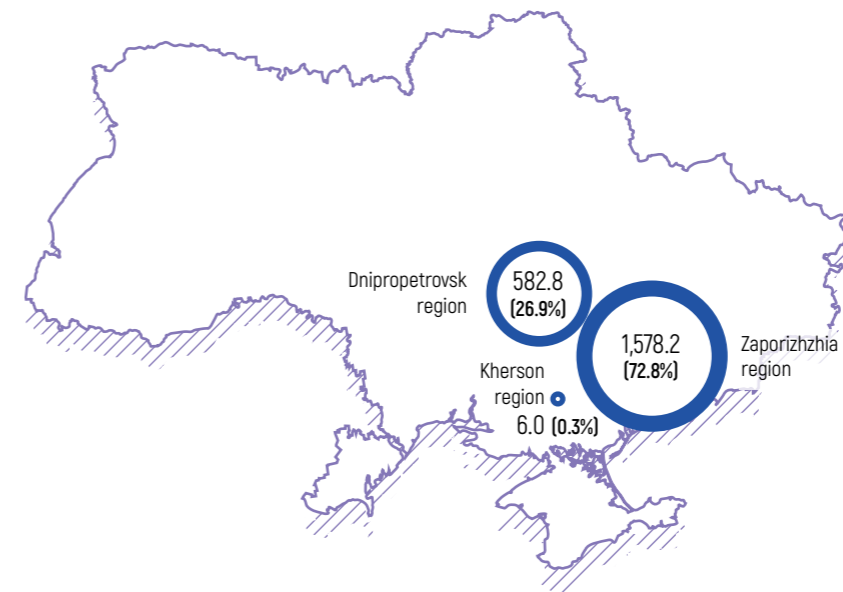 Dnipropetrovsk
region
582.8
(26.9%)
1,578.2
(72.8%)
Zaporizhzhia
region
Kherson
region
6.0 (0.3%)